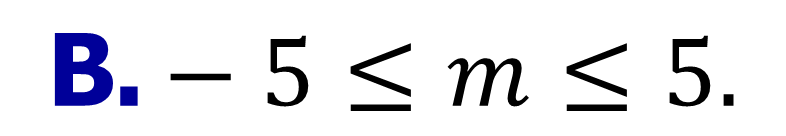 B. − 5 ≤ m ≤ 5.